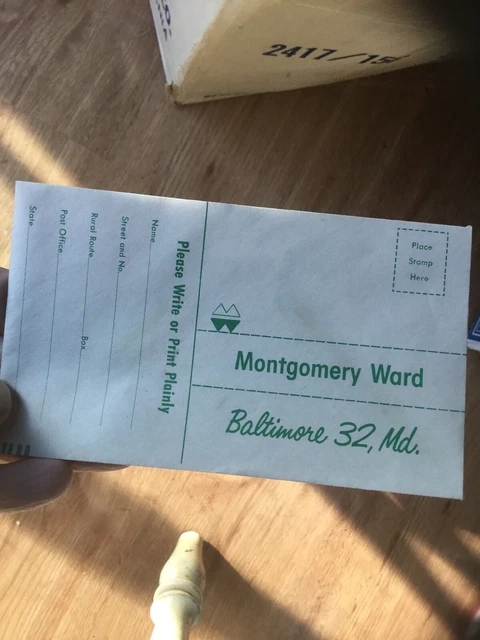 2417/15
Place
Stamp
Here
Montgomery Ward
Baltimore 32, Md.
Please Write or Print Plainly
Name
Street and No.
Rural Route Box
Post Office
State